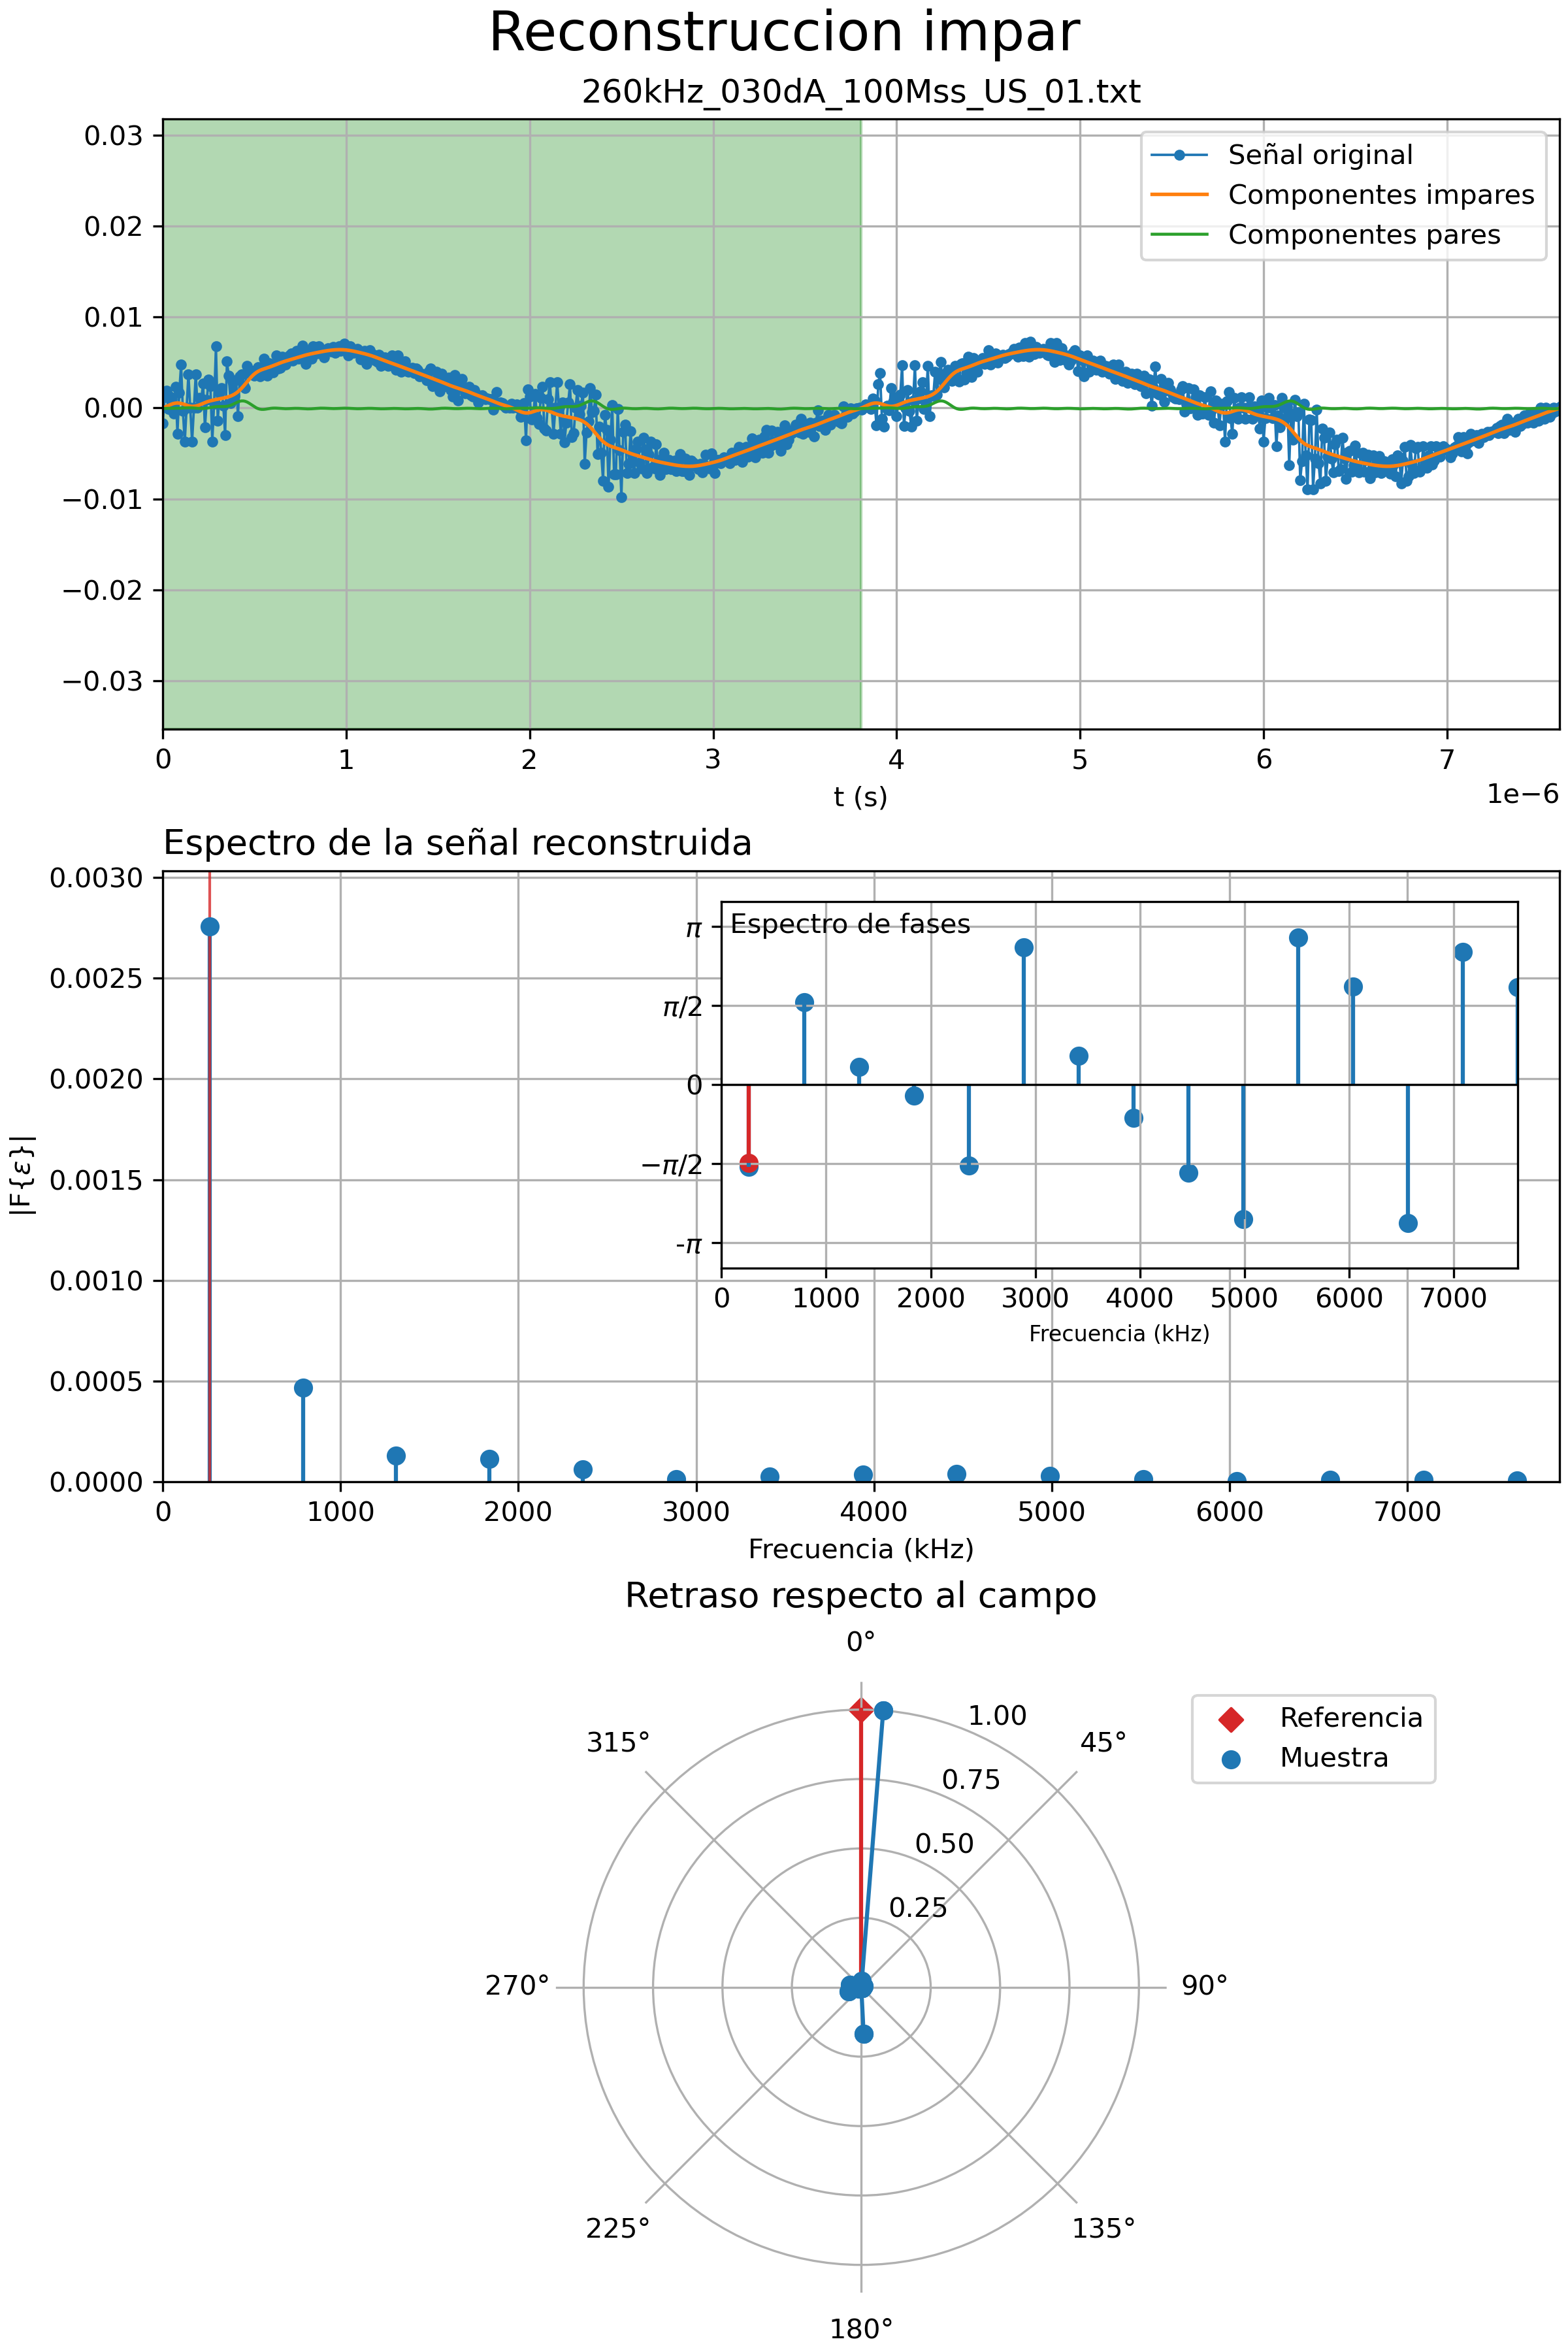 Reconstruccion impar
260kHz_030dA_100Mss_US_01.txt
0.03
0.02
0.01
0.00
−0.01
−0.02
−0.03
Señal original
Componentes impares
Componentes pares
0 1 2 3 4 5 6 7
t (s)
1e−6
Espectro de la señal reconstruida
0.0030
0.0025
0.0020
0.0015
0.0010
0.0005
0.0000
|F{ε}|
Espectro de fases
π
π/2
0
−π/2
-π
0 1000 2000 3000 4000 5000 6000 7000
Frecuencia (kHz)
0 1000 2000 3000 4000 5000 6000 7000
Frecuencia (kHz)
Retraso respecto al campo
0°
45°
90°
135°
180°
225°
270°
315°
1.00
0.75
0.50
0.25
Referencia
Muestra